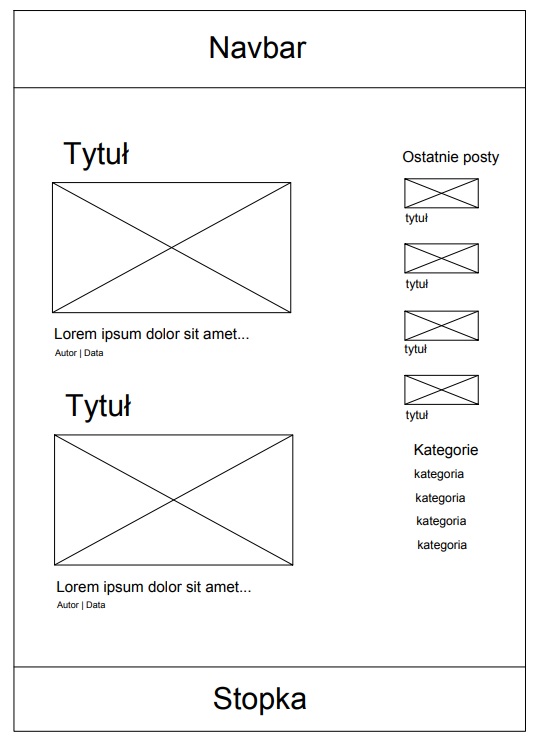 Navbar
Tytuł
Lorem ipsum dolor sit amet...
Autor | Data
Tytuł
Lorem ipsum dolor sit amet...
Autor | Data
Ostatnie posty
tytuł
tytuł
tytuł
tytuł
Kategorie
kategoria
kategoria
kategoria
kategoria
Stopka